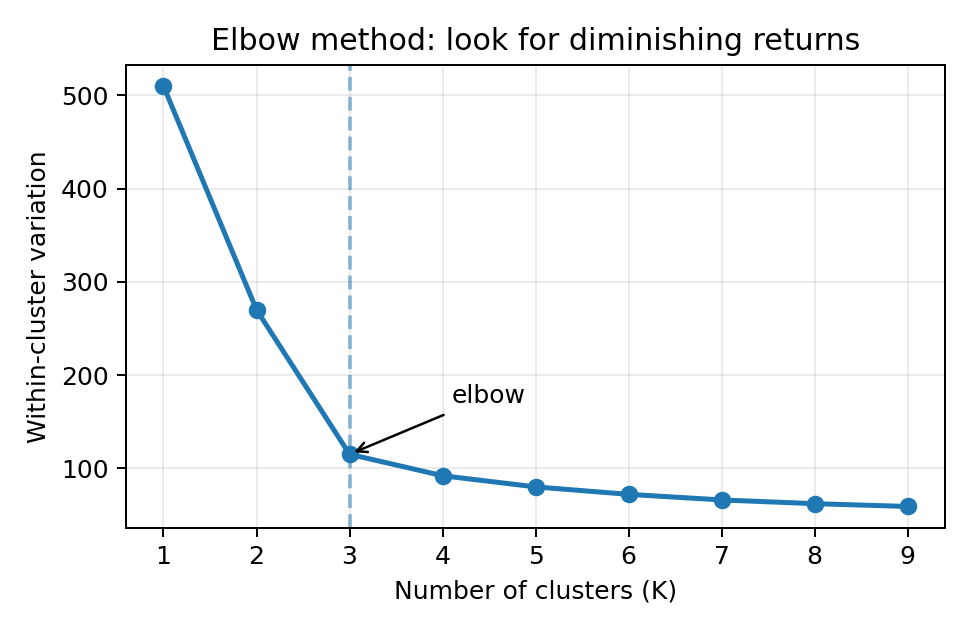 Elbow method: look for diminishing returns
Within-cluster variation
500
400
300
200
100
elbow
1 2 3 4 5 6 7 8 9
Number of clusters (K)